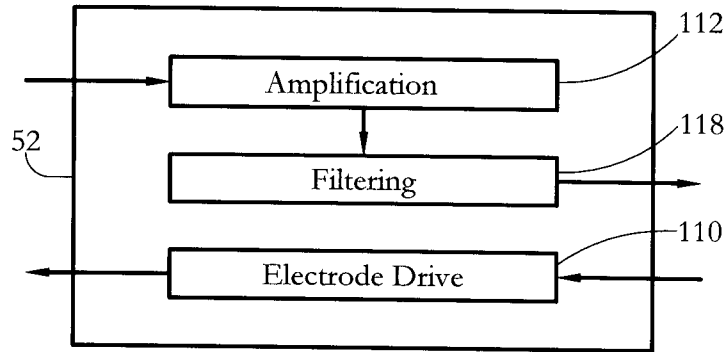 112
Amplification
118
52
Filtering
110
Electrode Drive